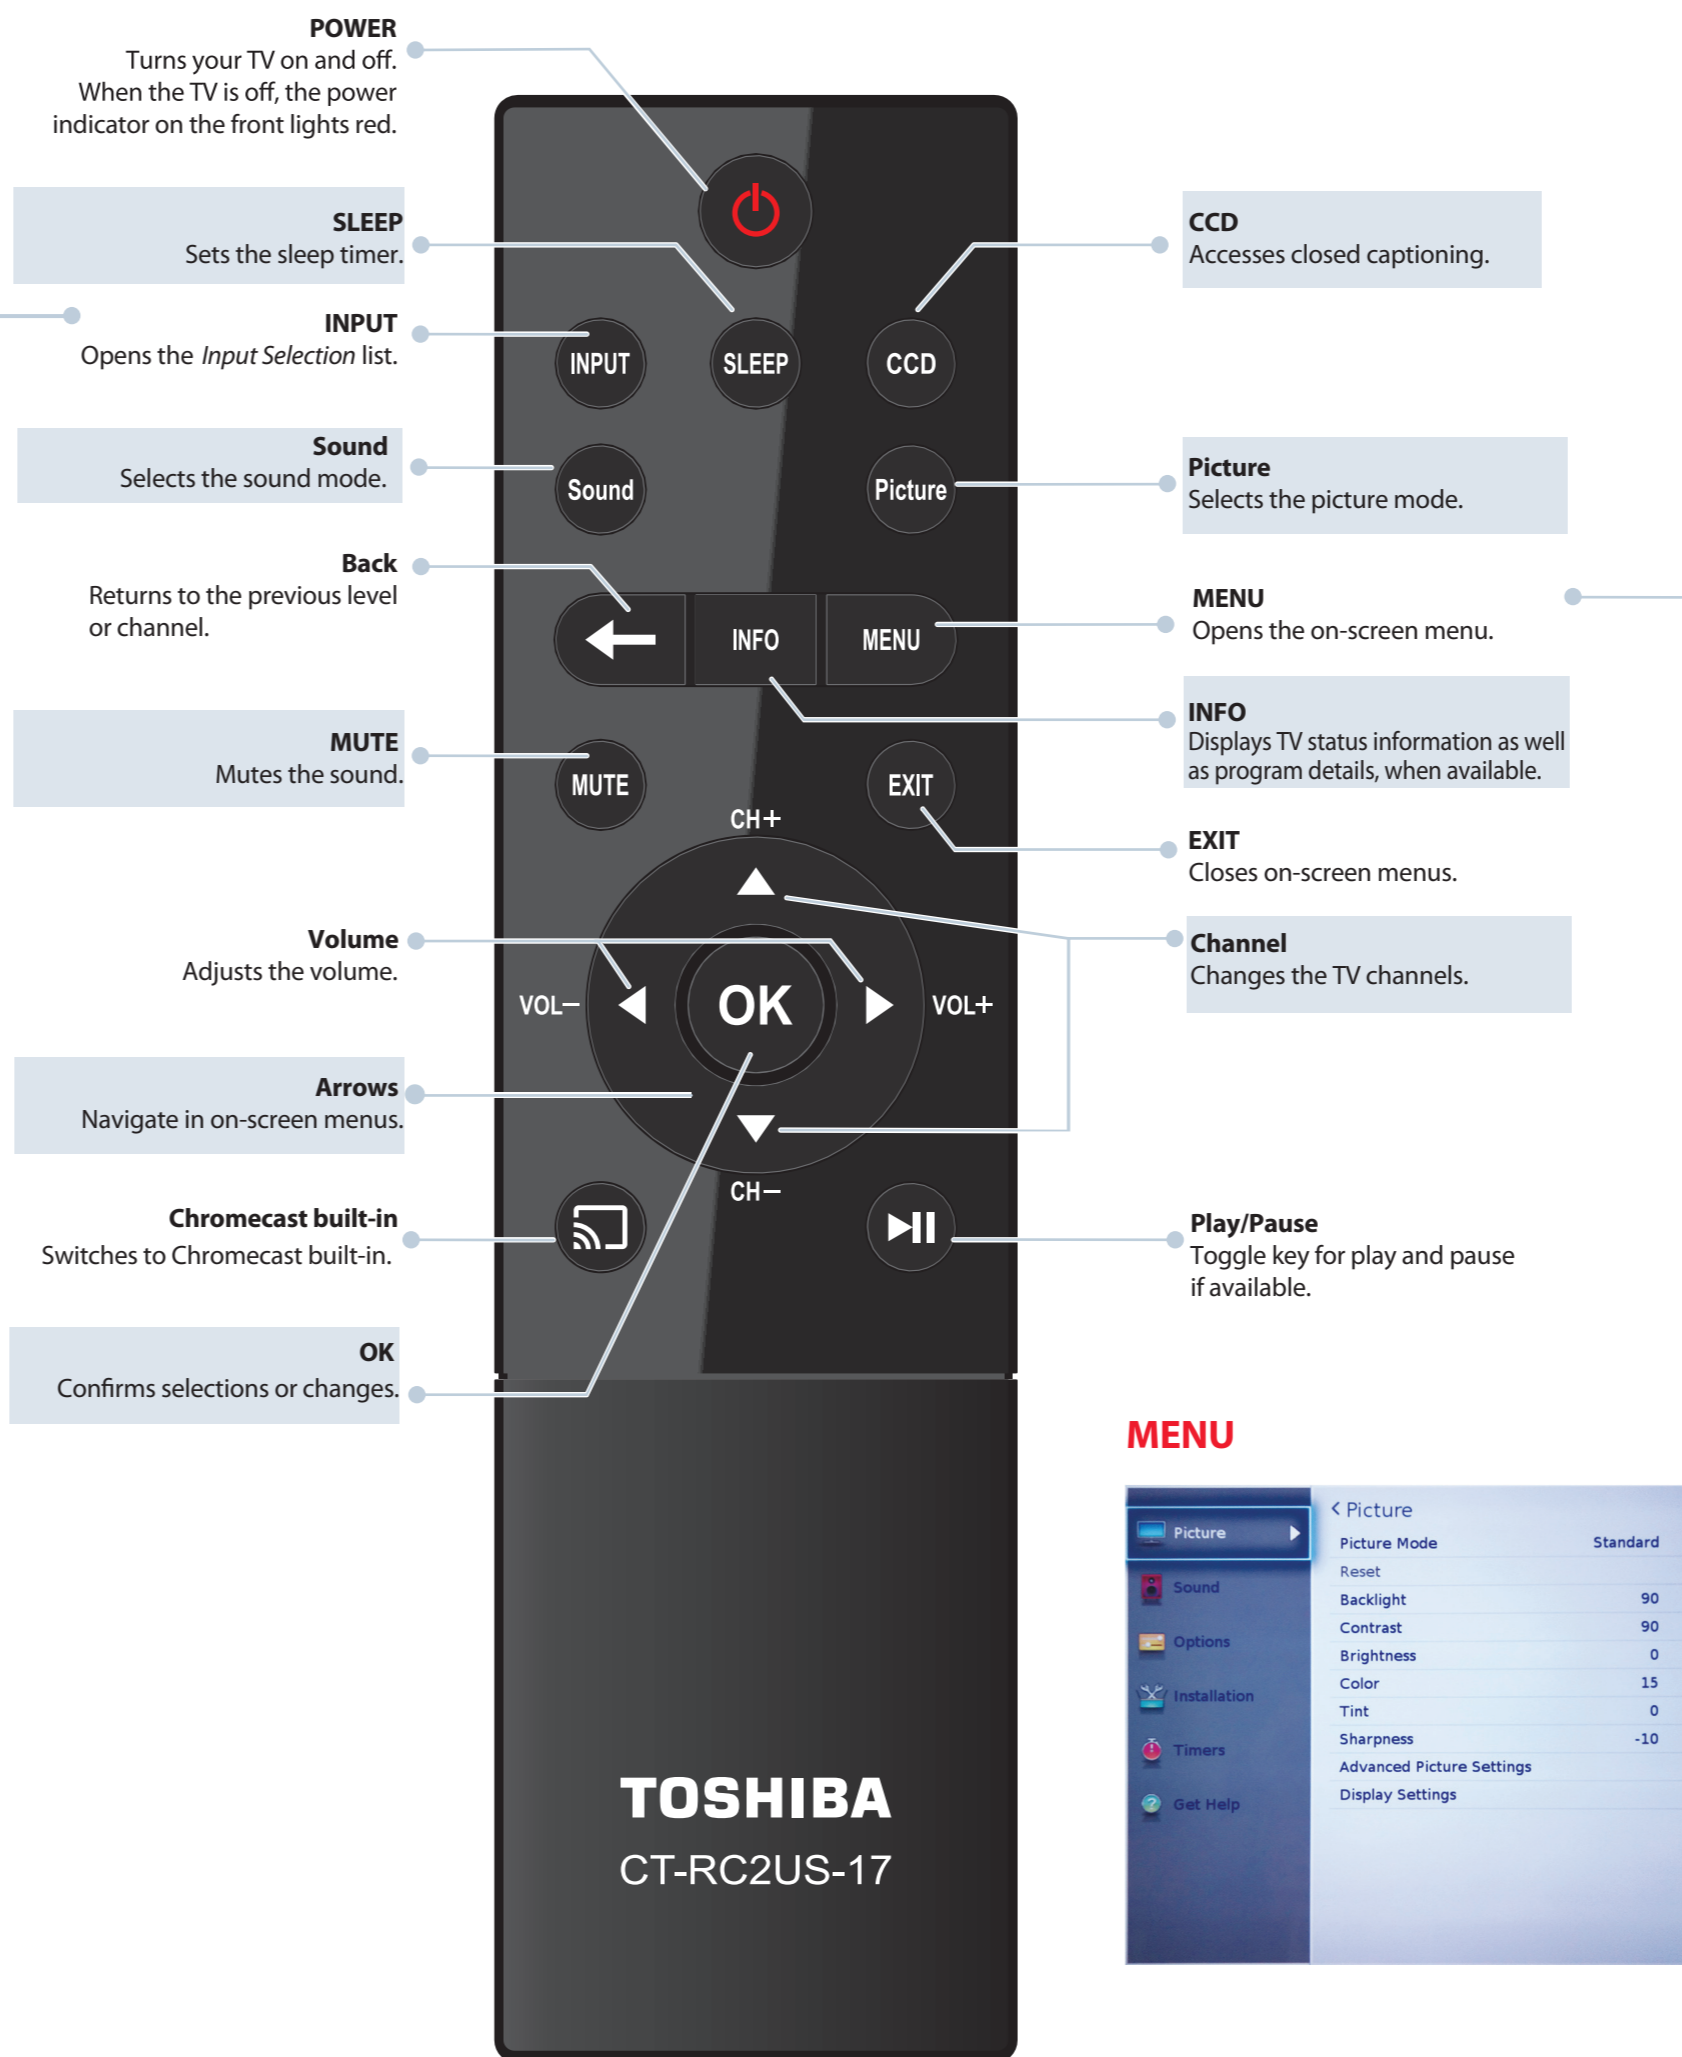 POWER
Turns your TV on and off.
When the TV is off, the power
indicator on the front lights red.
SLEEP
Sets the sleep timer.
INPUT
Opens the Input Selection list.
Sound
Selects the sound mode.
Back
Returns to the previous level
or channel.
MUTE
Mutes the sound.
Volume
Adjusts the volume.
Arrows
Navigate in on-screen menus.
Chromecast built-in
Switches to Chromecast built-in.
OK
Confirms selections or changes.
INPUT SLEEP CCD
Sound Picture
INFO MENU
MUTE EXIT
CH+
VOL– OK VOL+
CH–
TOSHIBA
CT-RC2US-17
CCD
Accesses closed captioning.
Picture
Selects the picture mode.
MENU
Opens the on-screen menu.
INFO
Displays TV status information as well
as program details, when available.
EXIT
Closes on-screen menus.
Channel
Changes the TV channels.
Play/Pause
Toggle key for play and pause
if available.
MENU
Picture
Sound
Options
Installation
Timers
Get Help
< Picture
Picture Mode Standard
Reset
Backlight 90
Contrast 90
Brightness 0
Color 15
Tint 0
Sharpness -10
Advanced Picture Settings
Display Settings